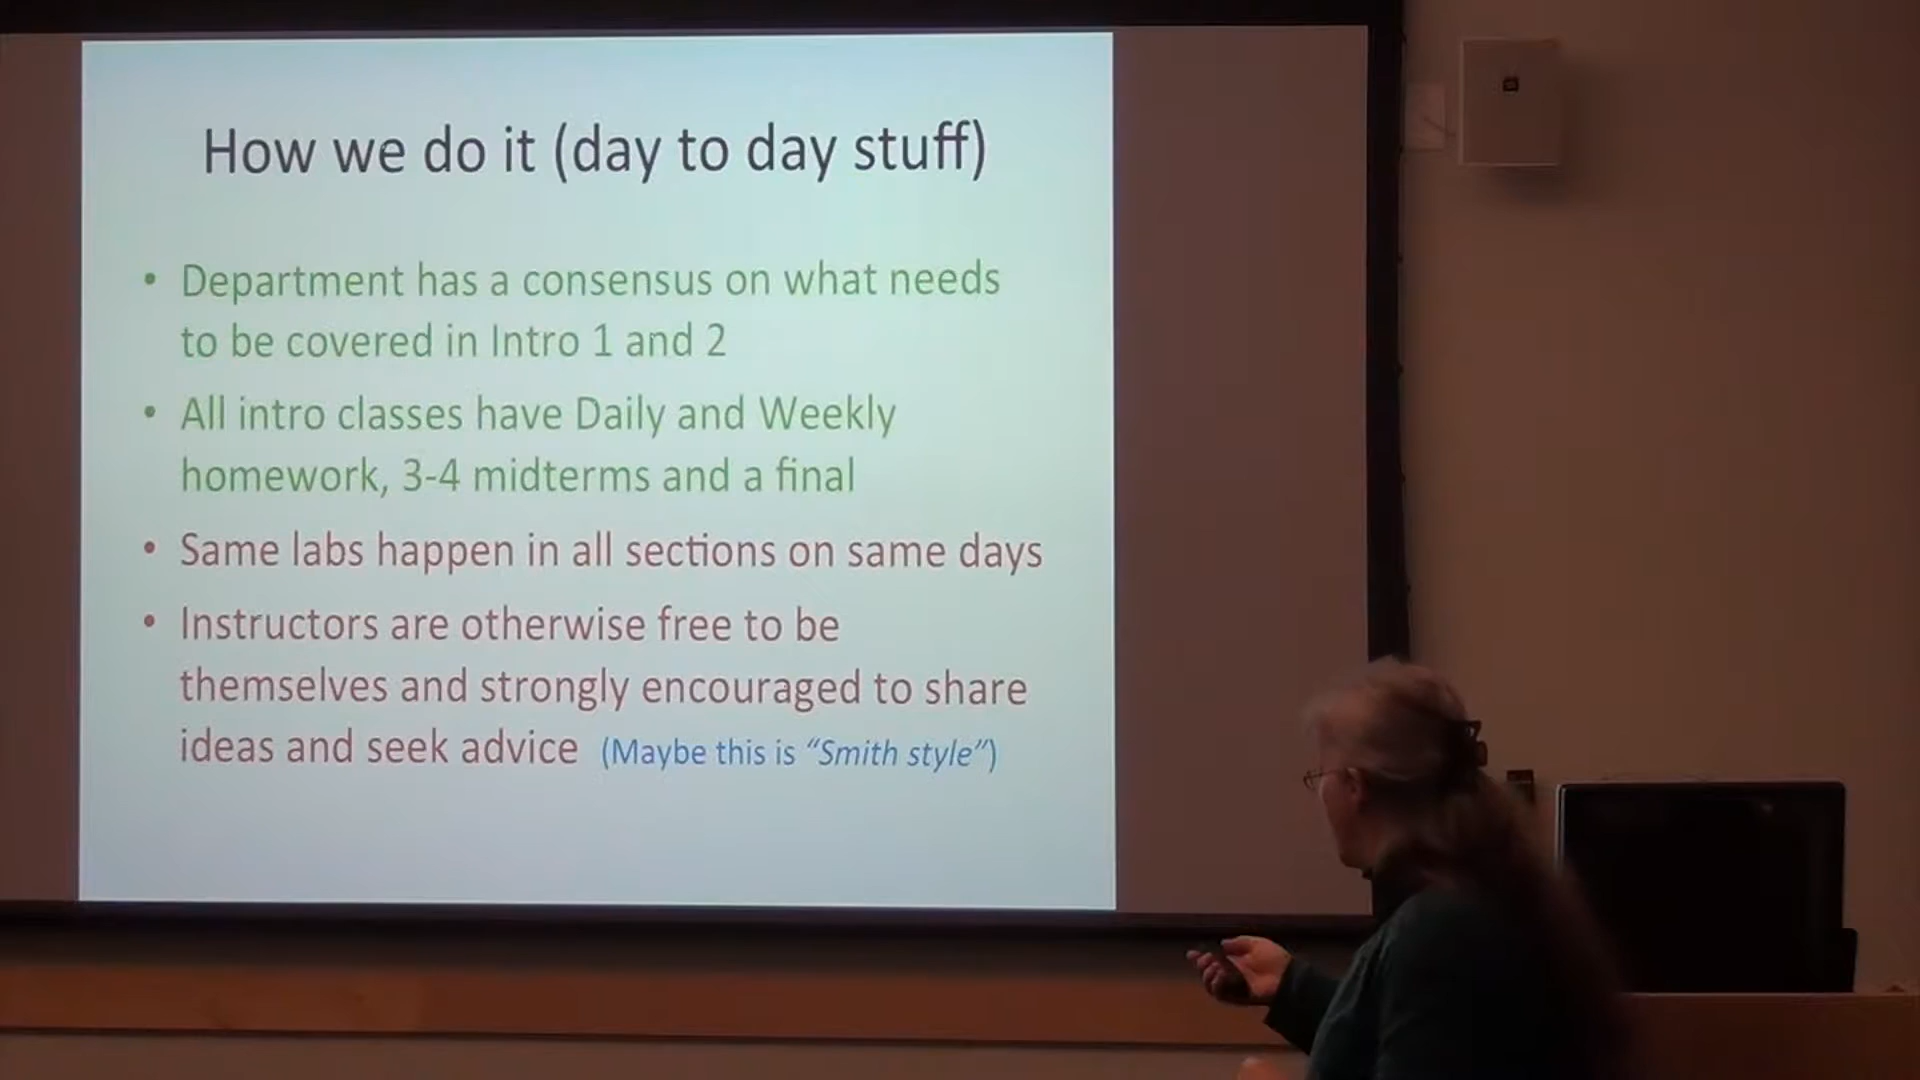 How we do it (day to day stuff)
• Department has a consensus on what needs
to be covered in Intro 1 and 2
• All intro classes have Daily and Weekly
homework, 3-4 midterms and a final
• Same labs happen in all sections on same days
• Instructors are otherwise free to be
themselves and strongly encouraged to share
ideas and seek advice (Maybe this is “Smith style”)